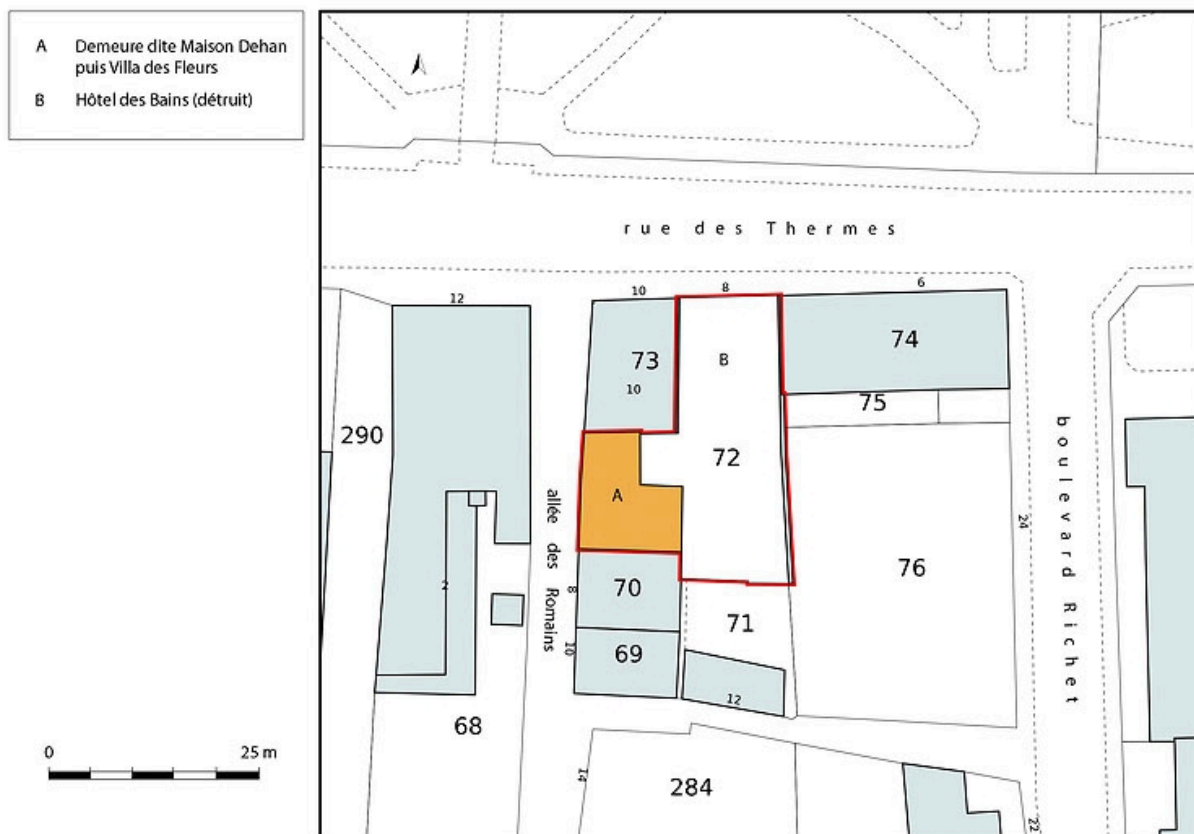 A Demeure dite Maison Dehan
puis Villa des Fleurs
B Hôtel des Bains (détruit)
rue des Thermes
12
10
8
6
73
10
B
74
75
290
72
A
allée des Romains
boulevard Richet
24
76
2
8
70
71
10
69
12
68
14
284
22
0 25 m